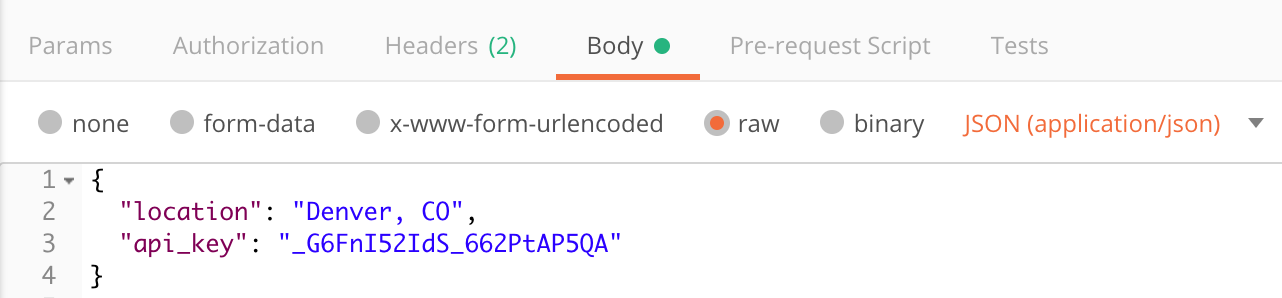 Params Authorization Headers (2) Body Pre-request Script Tests
none form-data x-www-form-urlencoded raw binary JSON (application/json)
1 {
2 "location": "Denver, CO",
3 "api_key": "_G6FnI52IdS_662PtAP5QA"
4 }